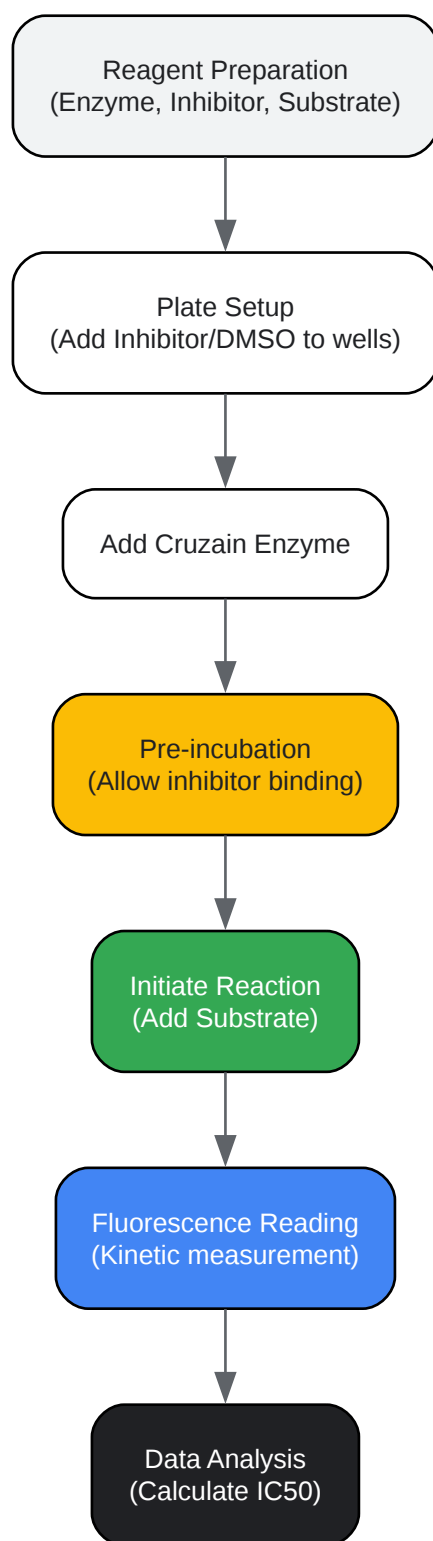 Reagent Preparation
(Enzyme, Inhibitor, Substrate)
Plate Setup
(Add Inhibitor/DMSO to wells)
Add Cruzain Enzyme
Pre-incubation
(Allow inhibitor binding)
Initiate Reaction
(Add Substrate)
Fluorescence Reading
(Kinetic measurement)
Data Analysis
(Calculate IC50)